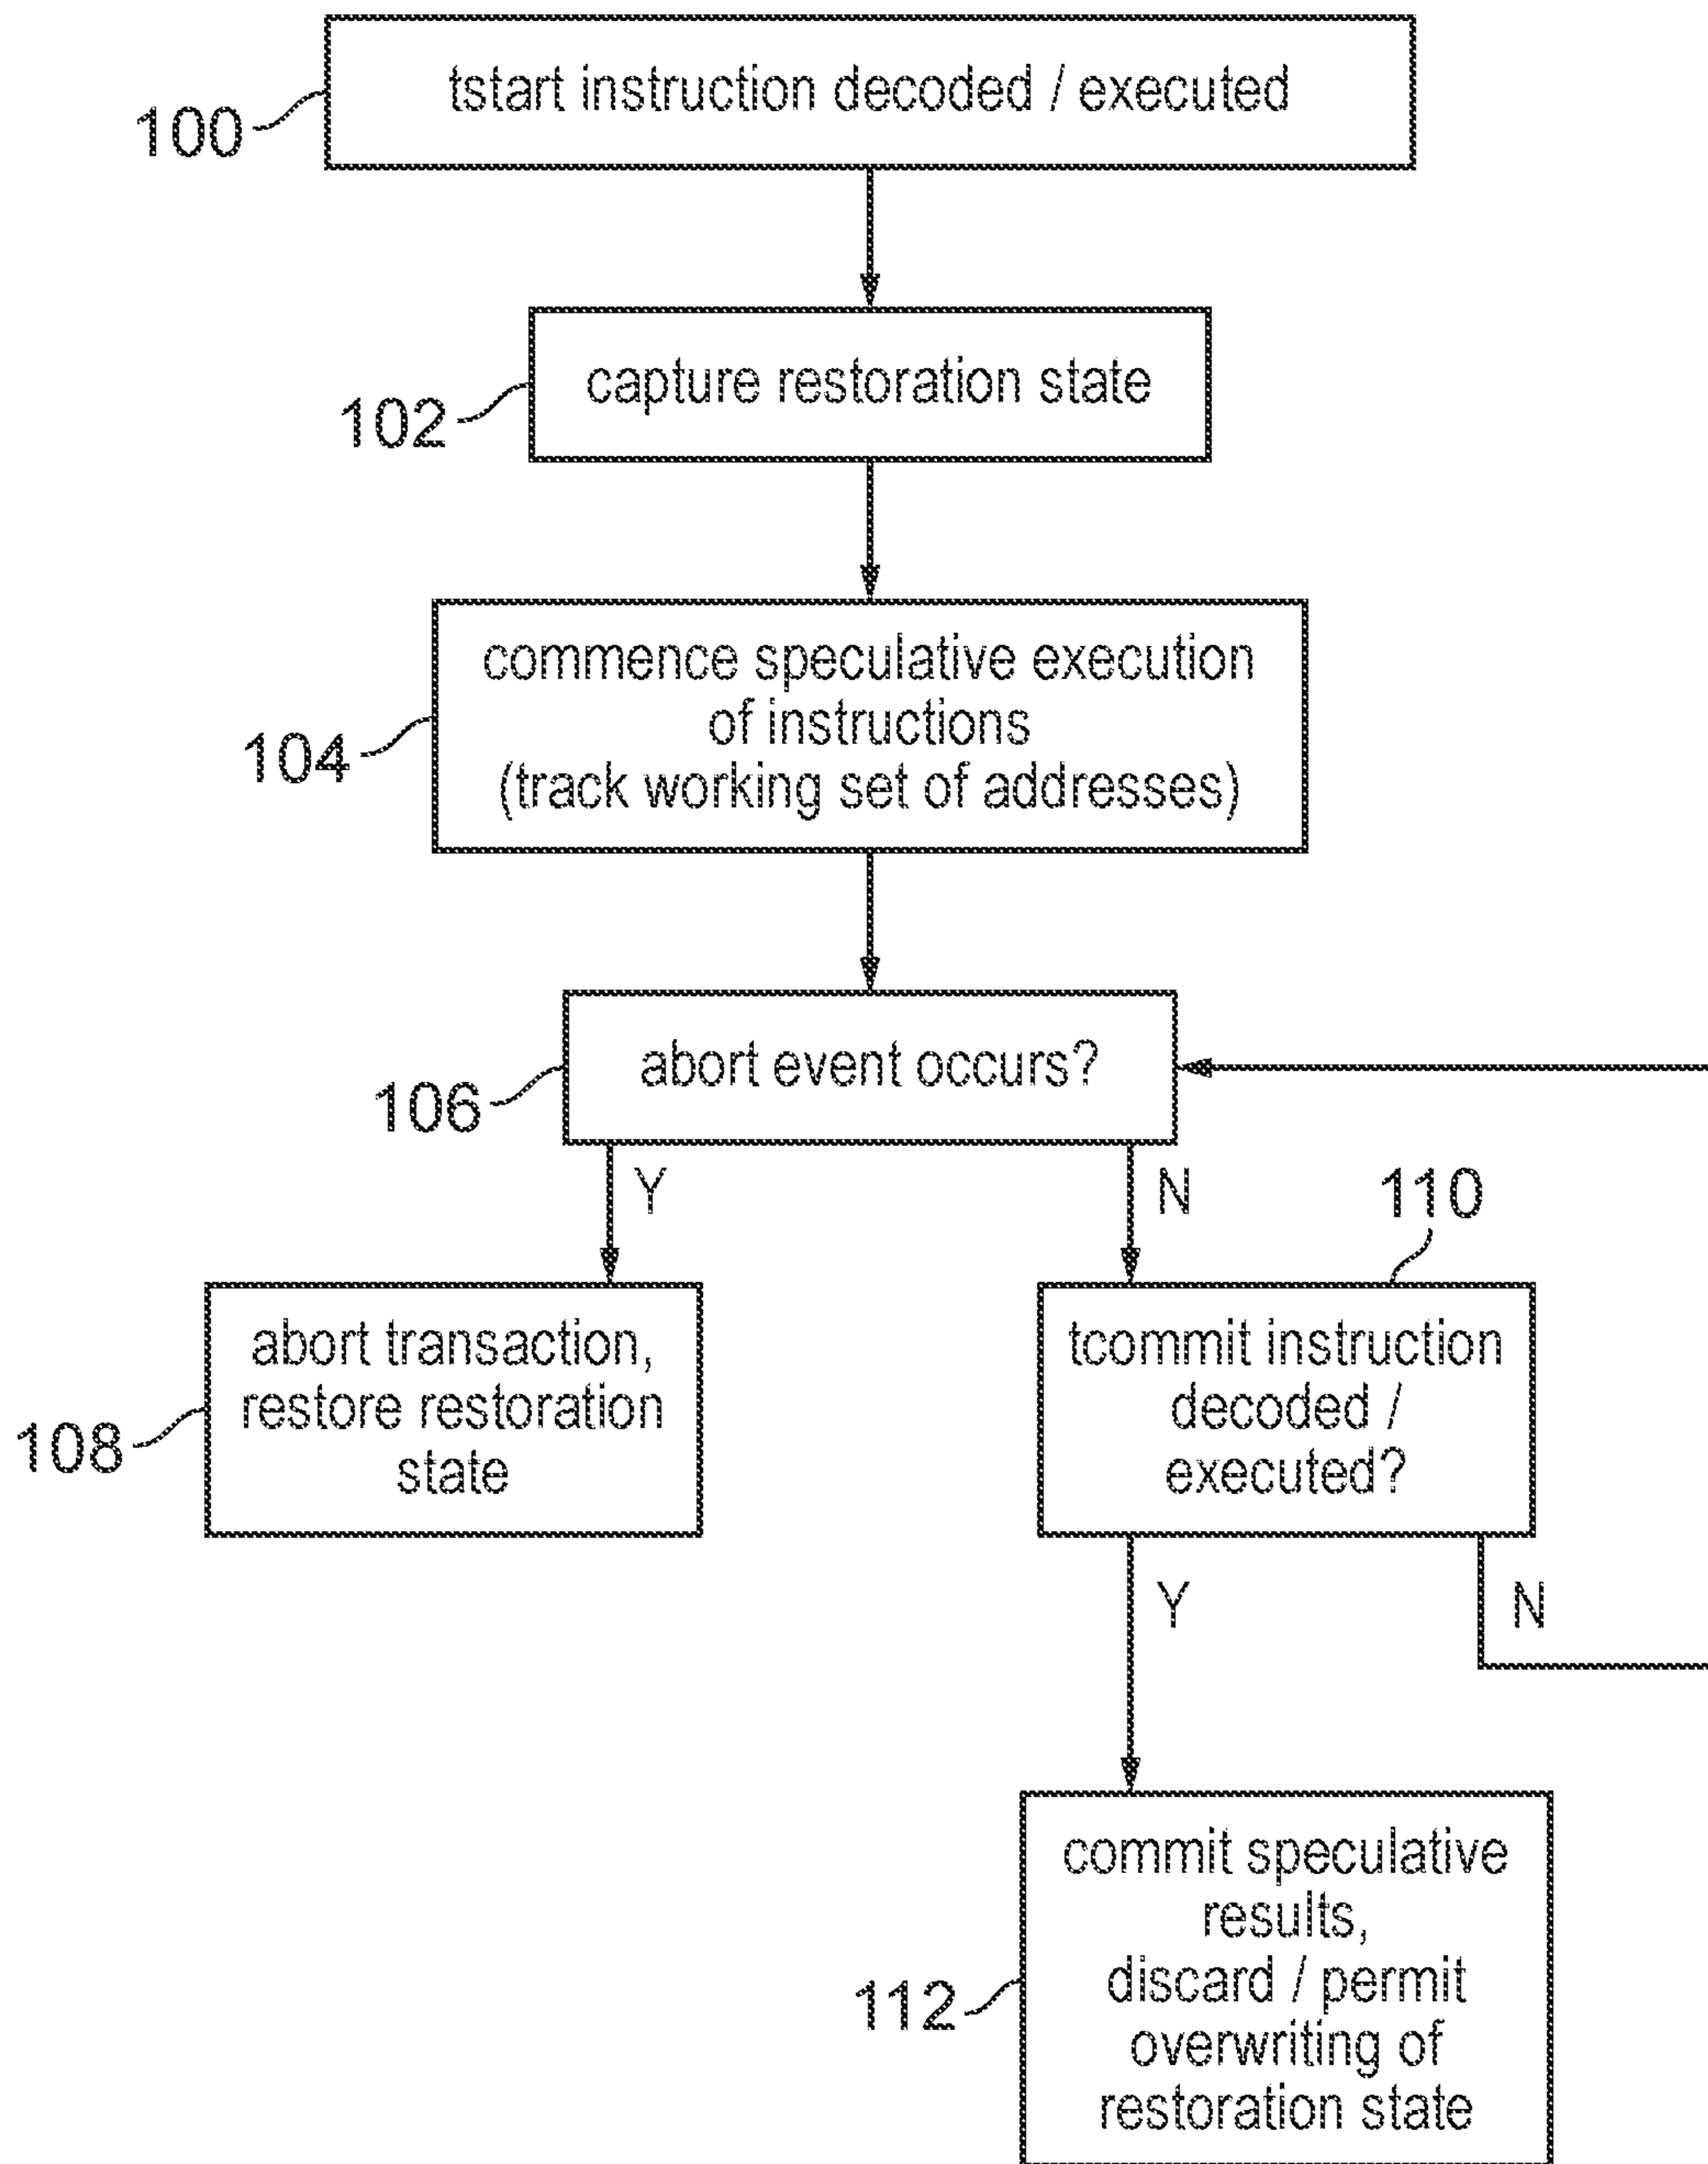 tstart instruction decoded / executed
100
capture restoration state
102
commence speculative execution
of instructions
(track working set of addresses)
104
abort event occurs?
106
Y
N
110
abort transaction,
restore restoration
state
108
tcommit instruction
decoded /
executed?
Y
N
commit speculative
results,
discard / permit
overwriting of
restoration state
112